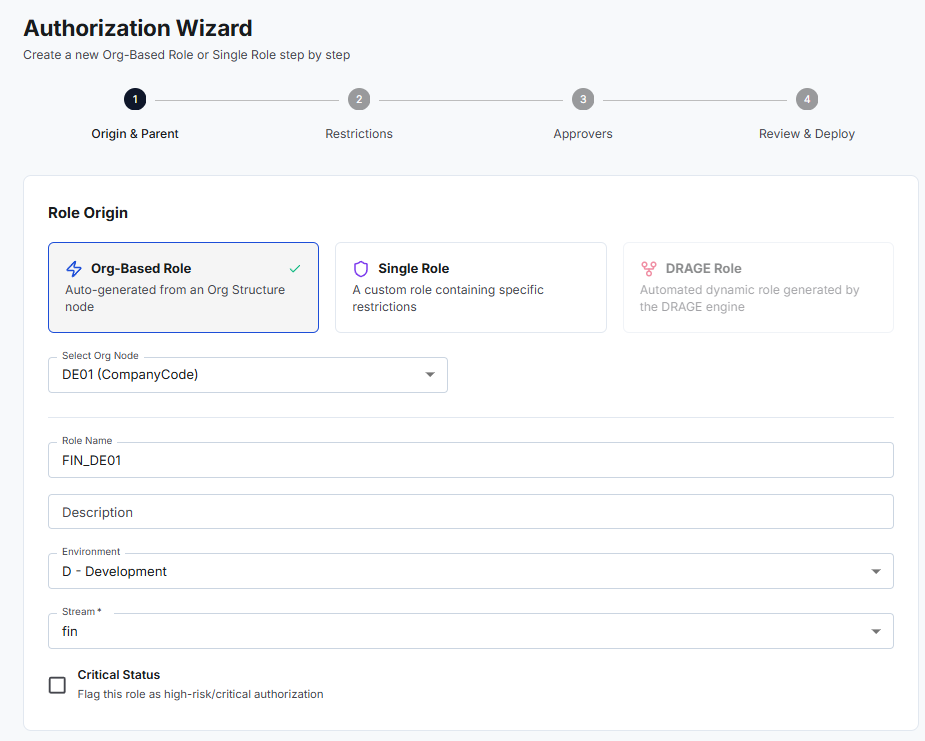 Authorization Wizard
Create a new Org-Based Role or Single Role step by step
1
2
3
4
Origin & Parent
Restrictions
Approvers
Review & Deploy
Role Origin
Org-Based Role
Auto-generated from an Org Structure
node
Single Role
A custom role containing specific
restrictions
DRAGE Role
Automated dynamic role generated by
the DRAGE engine
Select Org Node
DE01 (CompanyCode)
Role Name
FIN_DE01
Description
Environment
D - Development
Stream *
fin
Critical Status
Flag this role as high-risk/critical authorization